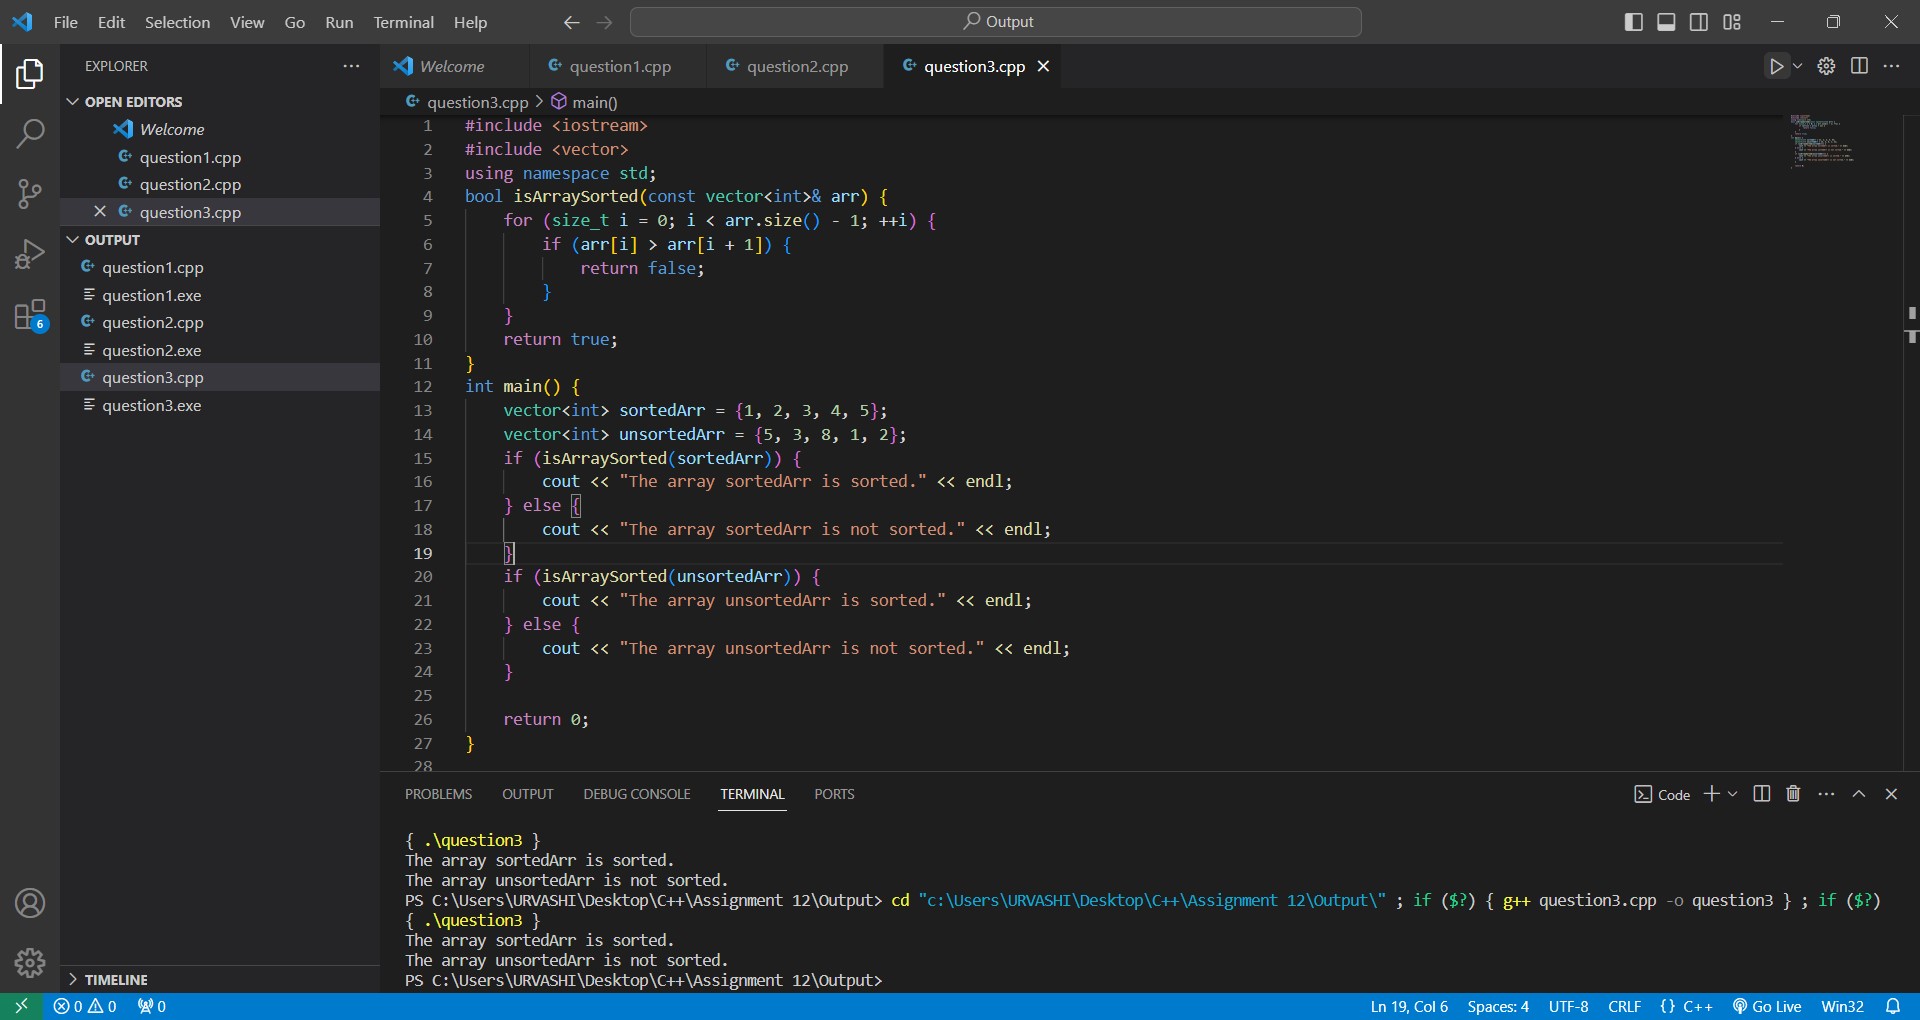 File Edit Selection View Go Run Terminal Help
Output
EXPLORER
OPEN EDITORS
Welcome
question1.cpp
question2.cpp
question3.cpp
OUTPUT
question1.cpp
question1.exe
question2.cpp
question2.exe
question3.cpp
question3.exe
6
TIMELINE
Welcome question1.cpp question2.cpp question3.cpp
question3.cpp > main()
1 #include <iostream>
2 #include <vector>
3 using namespace std;
4 bool isArraySorted(const vector<int>& arr) {
5 for (size_t i = 0; i < arr.size() - 1; ++i) {
6 if (arr[i] > arr[i + 1]) {
7 return false;
8 }
9 }
10 return true;
11 }
12 int main() {
13 vector<int> sortedArr = {1, 2, 3, 4, 5};
14 vector<int> unsortedArr = {5, 3, 8, 1, 2};
15 if (isArraySorted(sortedArr)) {
16 cout << "The array sortedArr is sorted." << endl;
17 } else {
18 cout << "The array sortedArr is not sorted." << endl;
19 }
20 if (isArraySorted(unsortedArr)) {
21 cout << "The array unsortedArr is sorted." << endl;
22 } else {
23 cout << "The array unsortedArr is not sorted." << endl;
24 }
25
26 return 0;
27 }
28
PROBLEMS OUTPUT DEBUG CONSOLE TERMINAL PORTS
Code
{ .\question3 }
The array sortedArr is sorted.
The array unsortedArr is not sorted.
PS C:\Users\URVASHI\Desktop\C++\Assignment 12\Output> cd "c:\Users\URVASHI\Desktop\C++\Assignment 12\Output\" ; if ($?) { g++ question3.cpp -o question3 } ; if ($?)
{ .\question3 }
The array sortedArr is sorted.
The array unsortedArr is not sorted.
PS C:\Users\URVASHI\Desktop\C++\Assignment 12\Output>
0 0 0 Ln 19, Col 6 Spaces: 4 UTF-8 CRLF {} C++ Go Live Win32